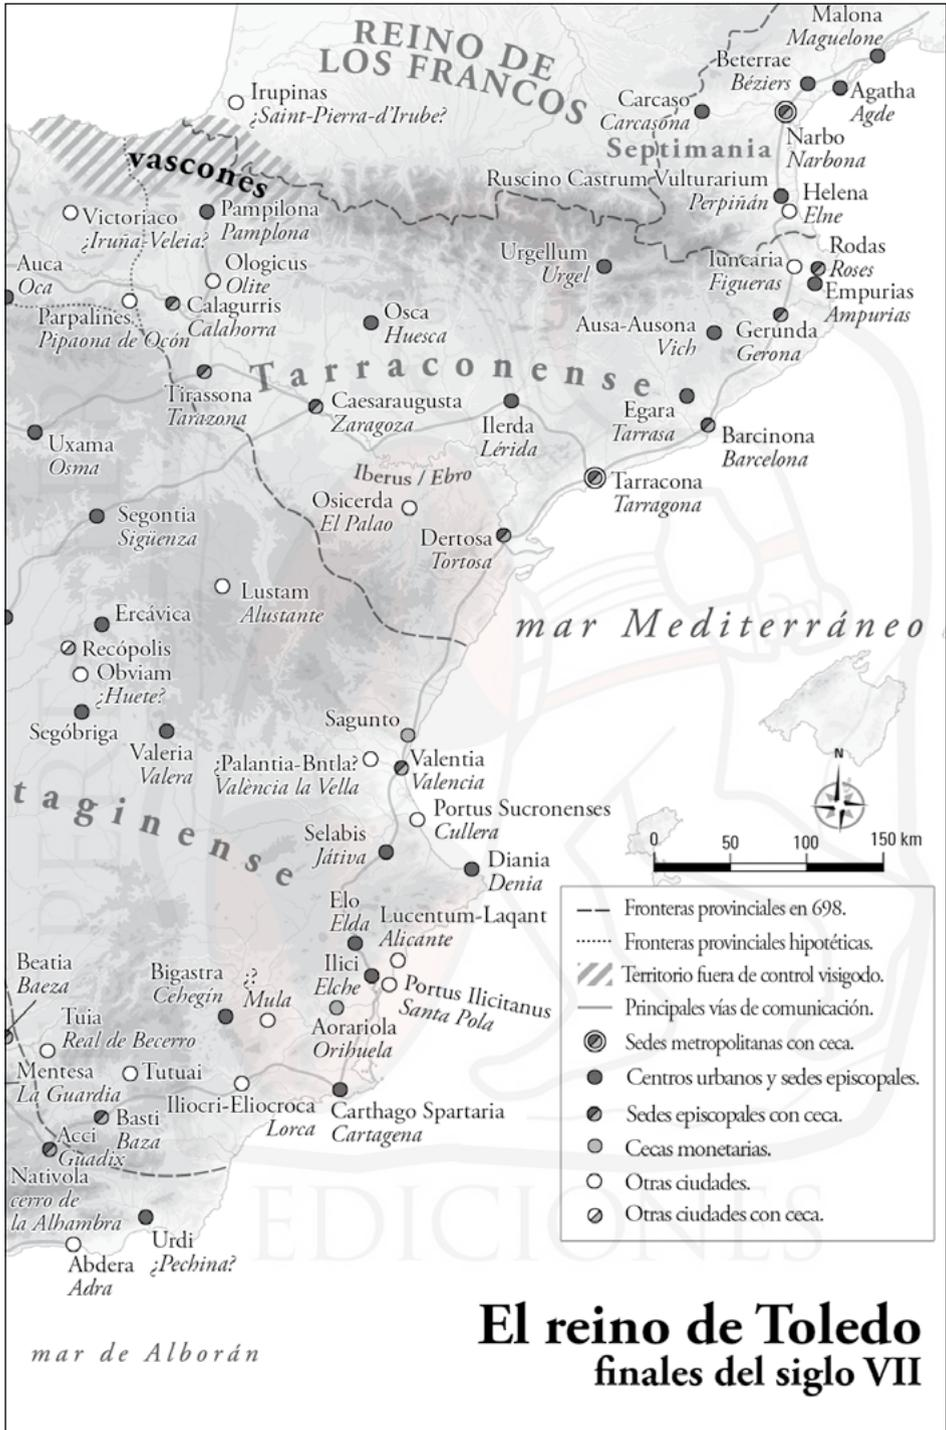 Malona
Maguelone
REINO DE
LOS FRANCOS
Beterrae
Béziers
Irupinas
¿Saint-Pierra-d'Irube?
Carcaso
Carcasona
Agatha
Agde
Narbo
Narbona
Septimania
vascones
Ruscino Castrum Vulturarium
Perpiñán
Helena
Elne
Victoriaco
¿Iruña-Veleia?
Pampilona
Pamplona
Urgellum
Urgel
Iuncaria
Figueras
Rodas
Roses
Auca
Oca
Ologicus
Olite
Empurias
Ampurias
Parpalines
Pipaona de Ocón
Calagurris
Calahorra
Osca
Huesca
Ausa-Ausona
Vich
Gerunda
Gerona
Tarraconense
Tirassona
Tarazona
Caesaraugusta
Zaragoza
Ilerda
Lérida
Egara
Tarrasa
Barcinona
Barcelona
Uxama
Osma
Iberus / Ebro
Tarracona
Tarragona
Osicerda
El Palao
Segontia
Sigüenza
Dertosa
Tortosa
Lustam
Alustante
Ercávica
mar Mediterráneo
Recópolis
Obviam
¿Huete?
Segóbriga
Valeria
Valera
Sagunto
¿Palantia-Bntla?
València la Vella
Valentia
Valencia
taginense
Portus Sucronenses
Cullera
Selabis
Játiva
Diania
Denia
N
0 50 100 150 km
Elo
Elda
Lucentum-Laqant
Alicante
Beatia
Baeza
Bigastra
Cehegín
¿?
Mula
Ilici
Elche
Portus Ilicitanus
Santa Pola
Tuia
Real de Becerro
Aorariola
Orihuela
Mentesa
La Guardia
Tutuai
Iliocri-Eliocroca
Lorca
Carthago Spartaria
Cartagena
Basti
Baza
Acci
Guadix
Nativola
cerro de
la Alhambra
Urdi
¿Pechina?
Abdera
Adra
Fronteras provinciales en 698.
Fronteras provinciales hipotéticas.
Territorio fuera de control visigodo.
Principales vías de comunicación.
Sedes metropolitanas con ceca.
Centros urbanos y sedes episcopales.
Sedes episcopales con ceca.
Cecas monetarias.
Otras ciudades.
Otras ciudades con ceca.
EDICIONES
mar de Alborán
El reino de Toledo
finales del siglo VII